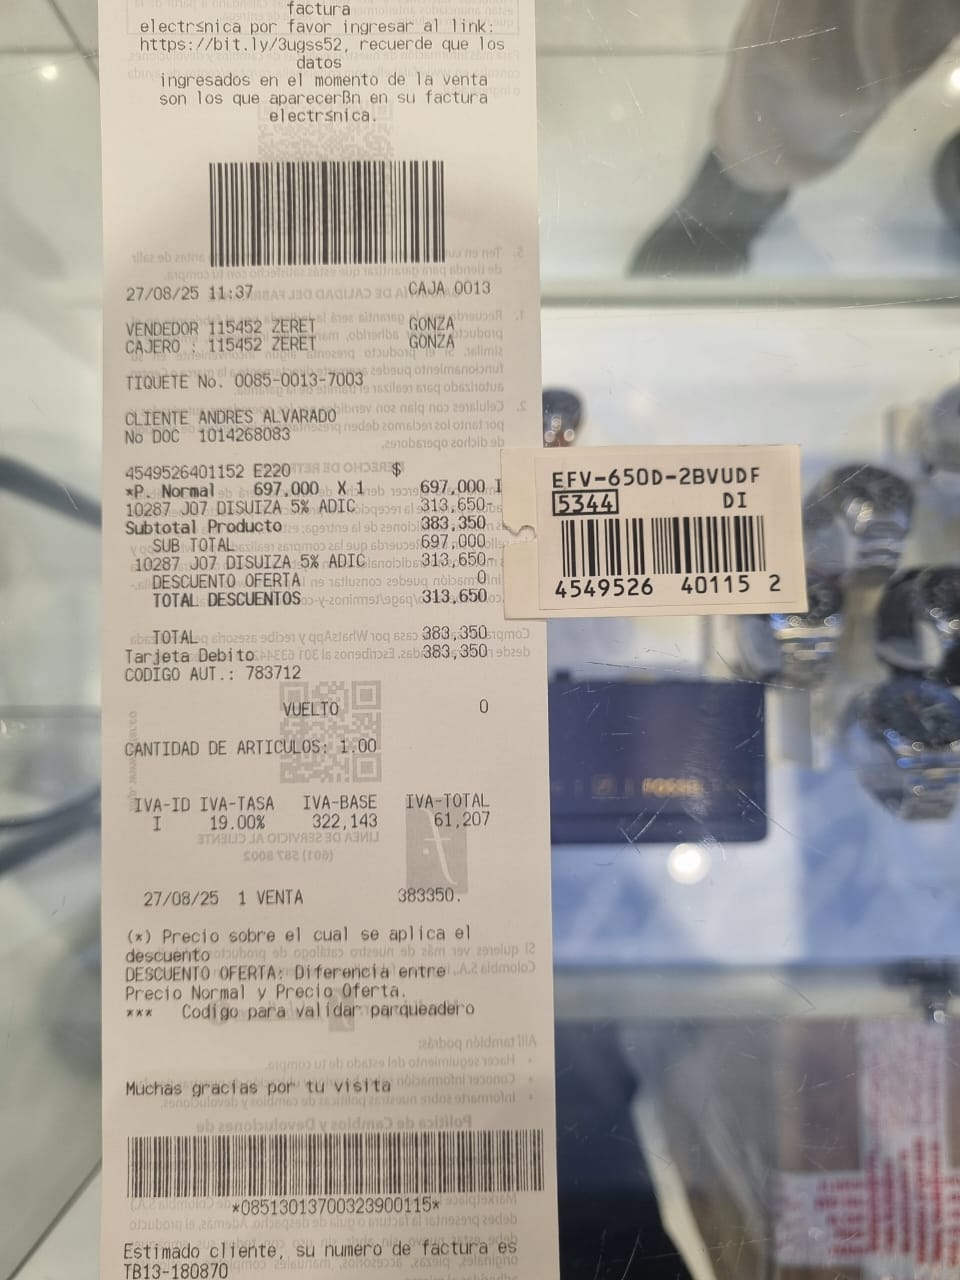 factura
electr≤nica por favor ingresar al link:
https://bit.ly/3ugss52, recuerde que los
datos
ingresados en el momento de la venta
son los que aparecerßn en su factura
electr≤nica.
27/08/25 11:37 CAJA 0013
VENDEDOR 115452 ZERET GONZA
CAJERO : 115452 ZERET GONZA
TIQUETE No. 0085-0013-7003
CLIENTE ANDRES ALVARADO
No DOC 1014268083
4549526401152 E220 $
*P. Normal 697,000 X 1 697,000 I
10287 J07 DISUIZA 5% ADIC 313,650-
Subtotal Producto 383,350
SUB TOTAL 697,000
10287 J07 DISUIZA 5% ADIC 313,650-
DESCUENTO OFERTA 0
TOTAL DESCUENTOS 313,650
TOTAL 383,350
Tarjeta Debito 383,350
CODIGO AUT.: 783712
VUELTO 0
CANTIDAD DE ARTICULOS: 1.00
IVA-ID IVA-TASA IVA-BASE IVA-TOTAL
I 19.00% 322,143 61,207
27/08/25 1 VENTA 383350.
(*) Precio sobre el cual se aplica el
descuento
DESCUENTO OFERTA: Diferencia entre
Precio Normal y Precio Oferta.
*** Codigo para validar parqueadero
Muchas gracias por tu visita
*08513013700323900115*
Estimado cliente, su numero de factura es
TB13-180870
EFV-650D-2BVUDF
5344 DI
4549526 40115 2
FOSSIL